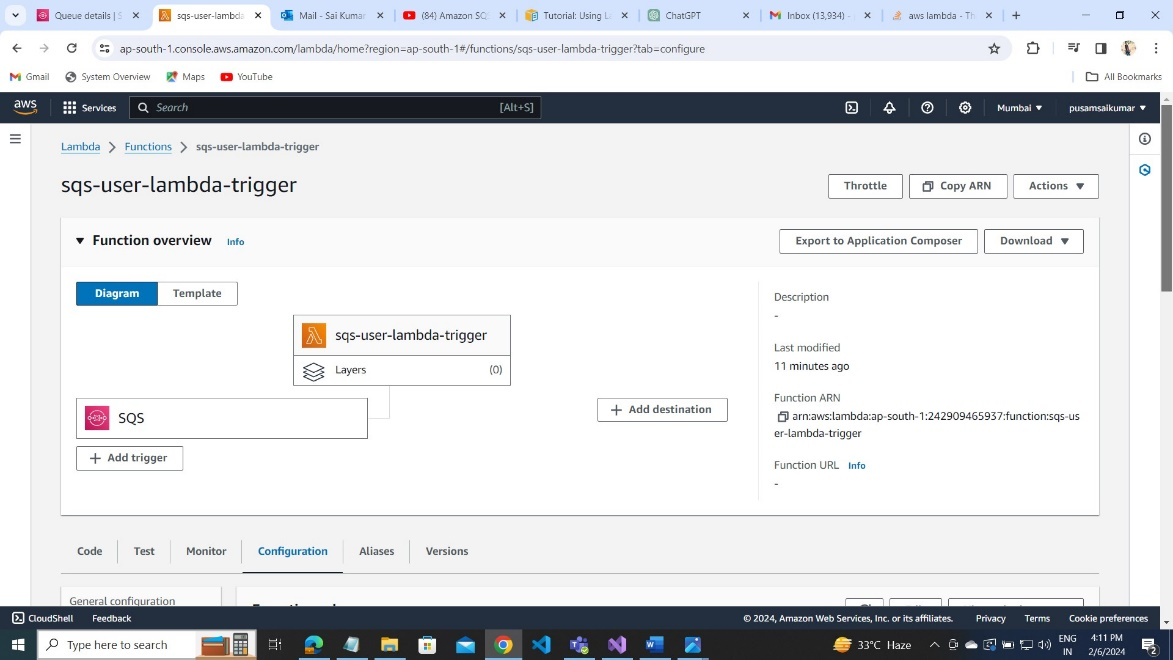 Queue details
sqs-user-lambda
Mail - Sai Kumar
(84) Amazon SQ
Tutorial: Using L
ChatGPT
Inbox (13,934) -
aws lambda - Th
ap-south-1.console.aws.amazon.com/lambda/home?region=ap-south-1#/functions/sqs-user-lambda-trigger?tab=configure
Gmail
System Overview
Maps
YouTube
All Bookmarks
aws
Services
Search
[Alt+S]
Mumbai
pusamsaikumar
Lambda
Functions
sqs-user-lambda-trigger
sqs-user-lambda-trigger
Throttle
Copy ARN
Actions
Function overview
Info
Export to Application Composer
Download
Diagram
Template
Description
-
sqs-user-lambda-trigger
Layers
(0)
Last modified
11 minutes ago
SQS
Add destination
Add trigger
Function ARN
arn:aws:lambda:ap-south-1:242909465937:function:sqs-us
er-lambda-trigger
Function URL
Info
-
Code
Test
Monitor
Configuration
Aliases
Versions
General configuration
CloudShell
Feedback
© 2024, Amazon Web Services, Inc. or its affiliates.
Privacy
Terms
Cookie preferences
Type here to search
33°C Haze
ENG
IN
4:11 PM
2/6/2024
2